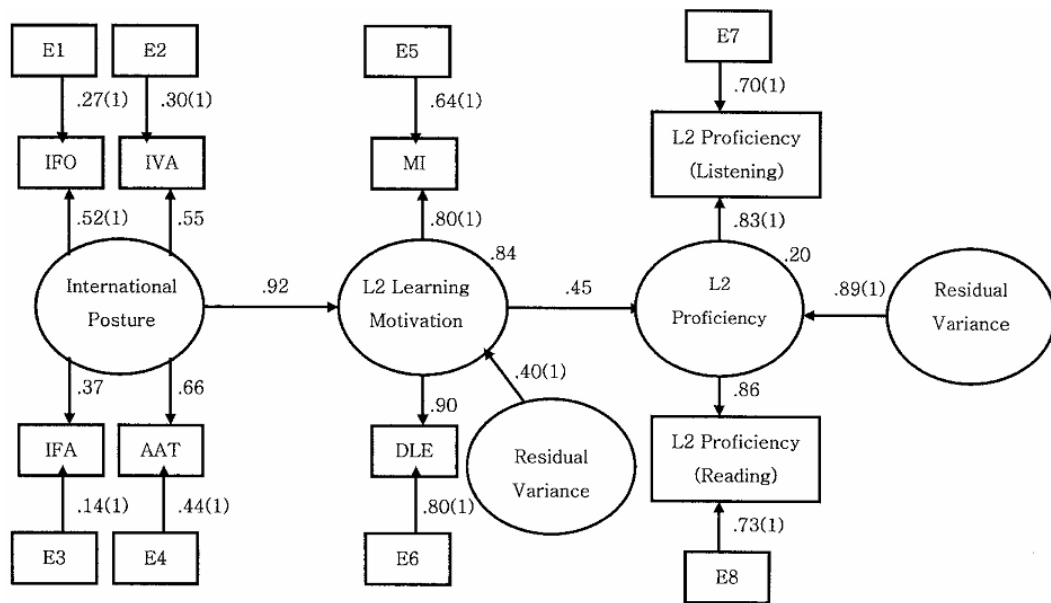 E1
E2
E5
E7
.27(1)
.30(1)
.64(1)
.70(1)
IFO
IVA
MI
L2 Proficiency
(Listening)
.52(1)
.55
.80(1)
.83(1)
.84
.20
International
Posture
.92
L2 Learning
Motivation
.45
L2
Proficiency
.89(1)
Residual
Variance
.37
.66
.90
.40(1)
.86
IFA
AAT
DLE
Residual
Variance
L2 Proficiency
(Reading)
.14(1)
.44(1)
.80(1)
.73(1)
E3
E4
E6
E8